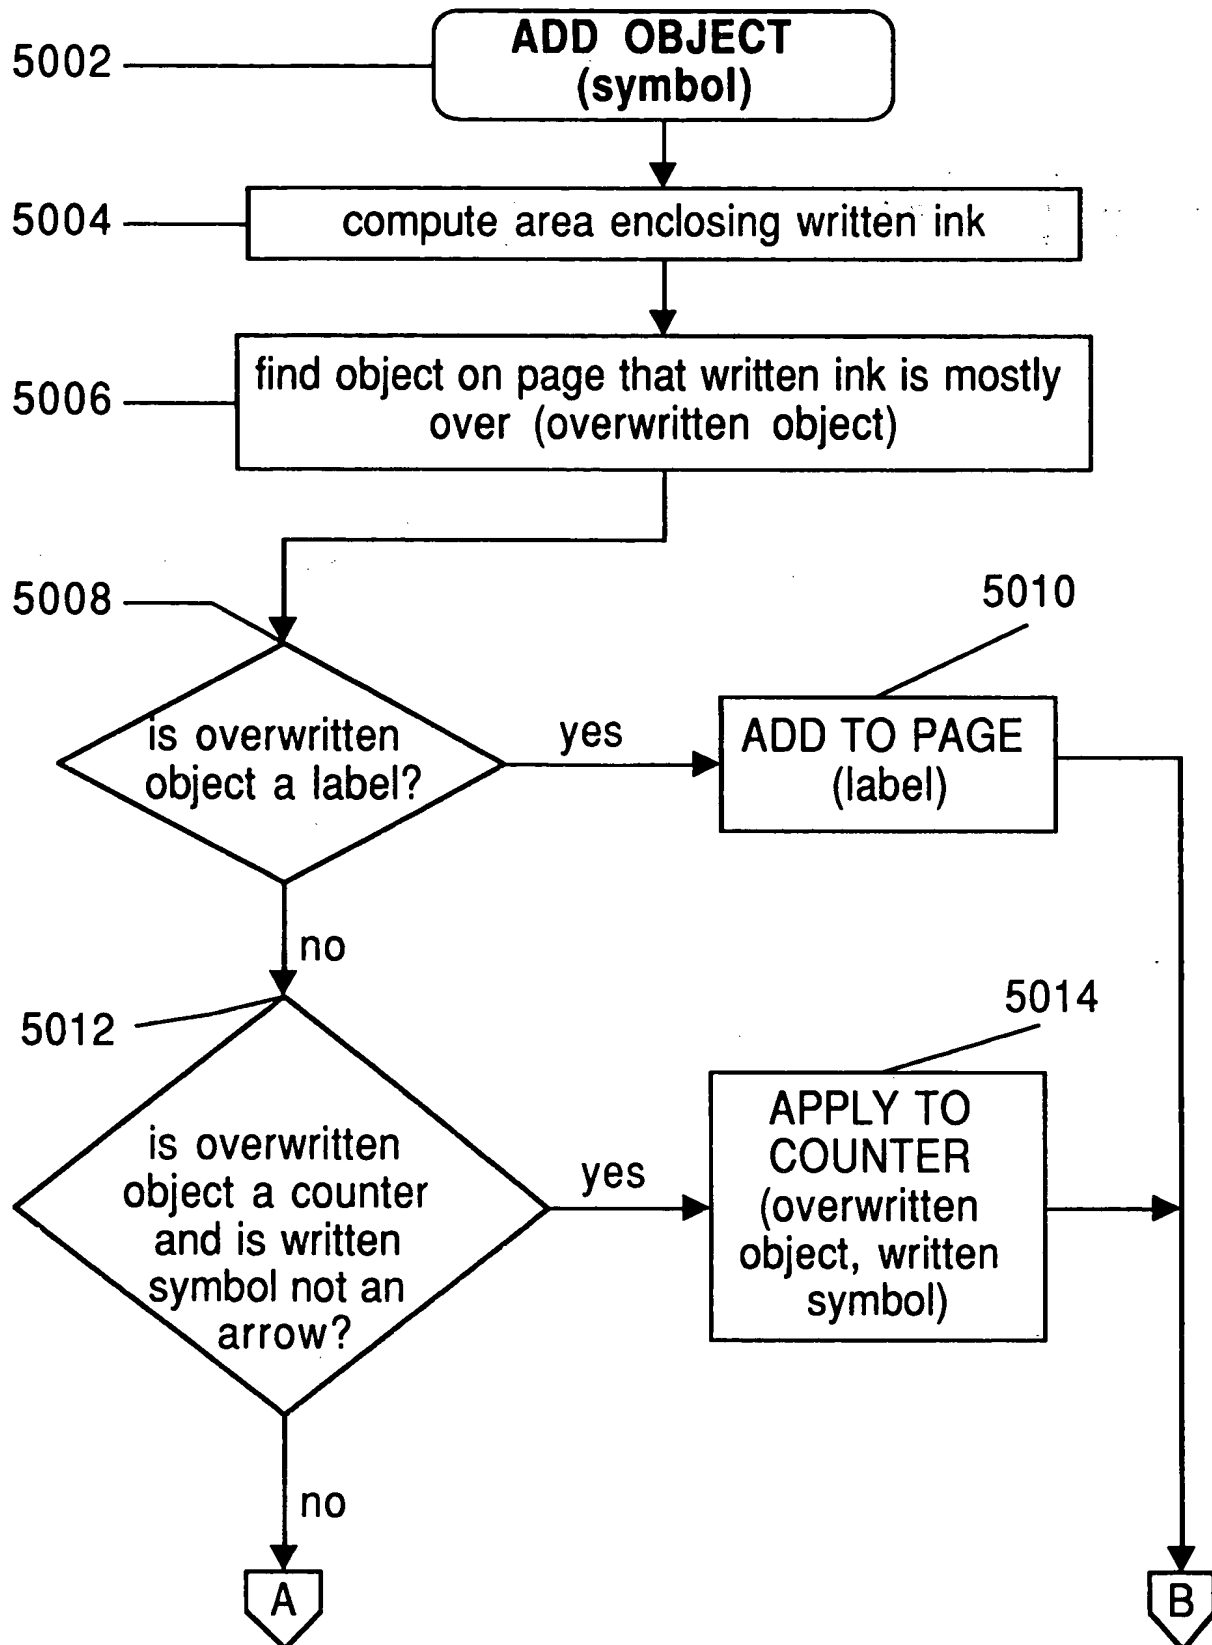 5002
ADD OBJECT
(symbol)
5004
compute area enclosing written ink
5006
find object on page that written ink is mostly
over (overwritten object)
5008
5010
is overwritten
object a label?
yes
ADD TO PAGE
(label)
no
5012
5014
is overwritten
object a counter
and is written
symbol not an
arrow?
yes
APPLY TO
COUNTER
(overwritten
object, written
symbol)
no
A
B